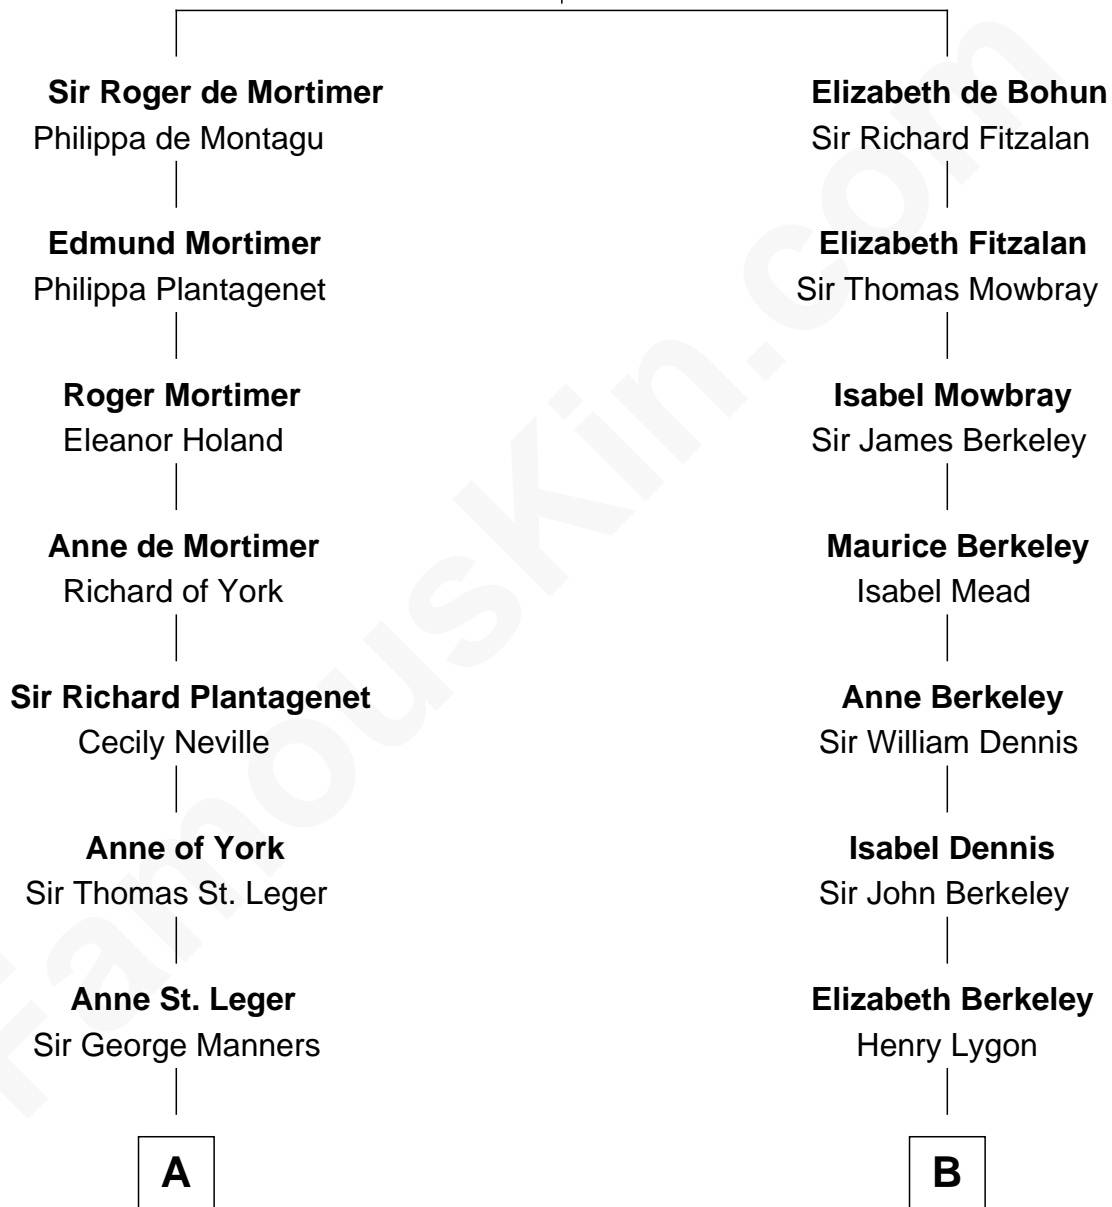 Sir Roger de Mortimer
Philippa de Montagu
Edmund Mortimer
Philippa Plantagenet
Roger Mortimer
Eleanor Holand
Anne de Mortimer
Richard of York
Sir Richard Plantagenet
Cecily Neville
Anne of York
Sir Thomas St. Leger
Anne St. Leger
Sir George Manners
A
Elizabeth de Bohun
Sir Richard Fitzalan
Elizabeth Fitzalan
Sir Thomas Mowbray
Isabel Mowbray
Sir James Berkeley
Maurice Berkeley
Isabel Mead
Anne Berkeley
Sir William Dennis
Isabel Dennis
Sir John Berkeley
Elizabeth Berkeley
Henry Lygon
B
FamousKin.com